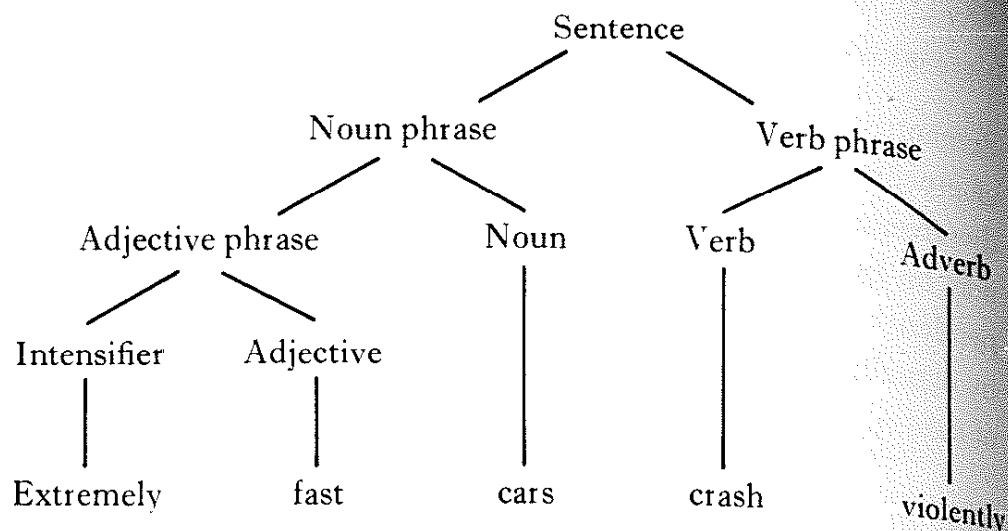 Sentence
Noun phrase Verb phrase
Adjective phrase Noun Verb Adverb
Intensifier Adjective
Extremely fast cars crash violently